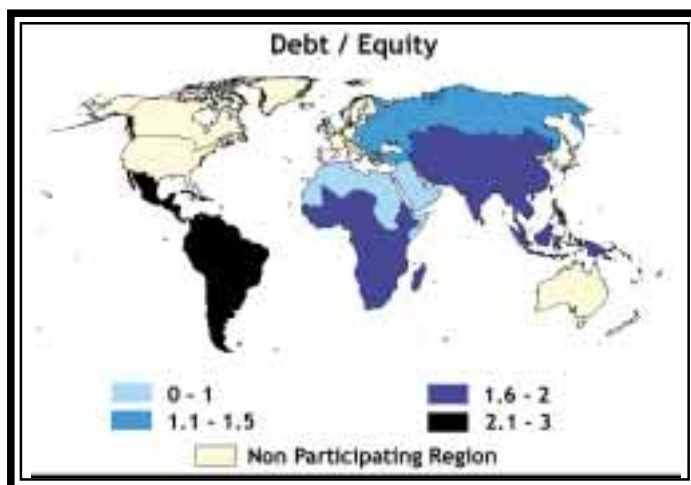 Debt / Equity
0 - 1
1.6 - 2
1.1 - 1.5
2.1 - 3
Non Participating Region